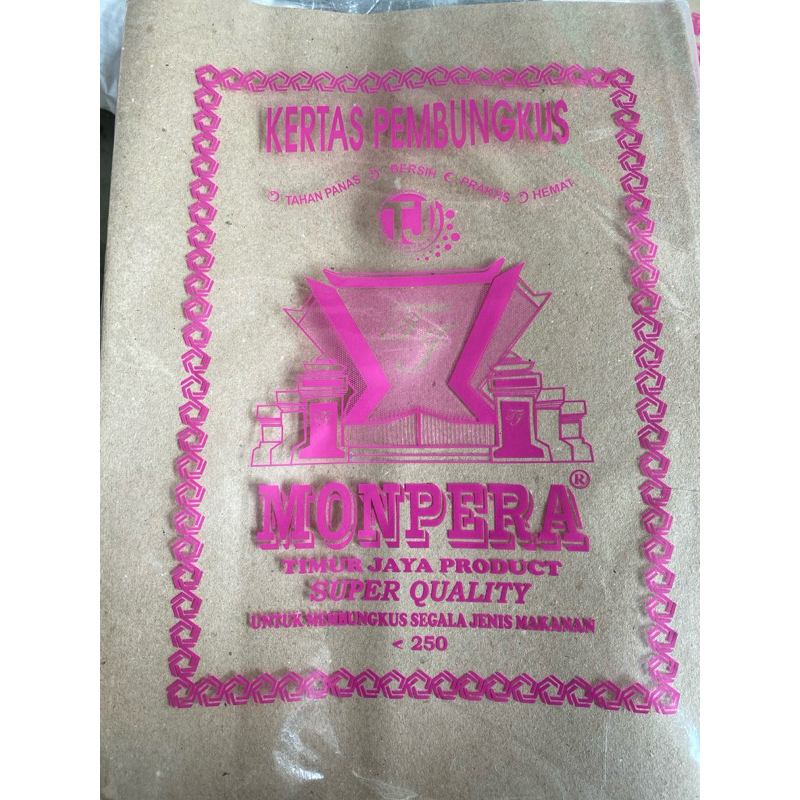 KERTAS PEMBUNGKUS
TAHAN PANAS BERSIH PRAKTIS HEMAT
TJ
MONPERA®
TIMUR JAYA PRODUCT
SUPER QUALITY
UNTUK MEMBUNGKUS SEGALA JENIS MAKANAN
< 250